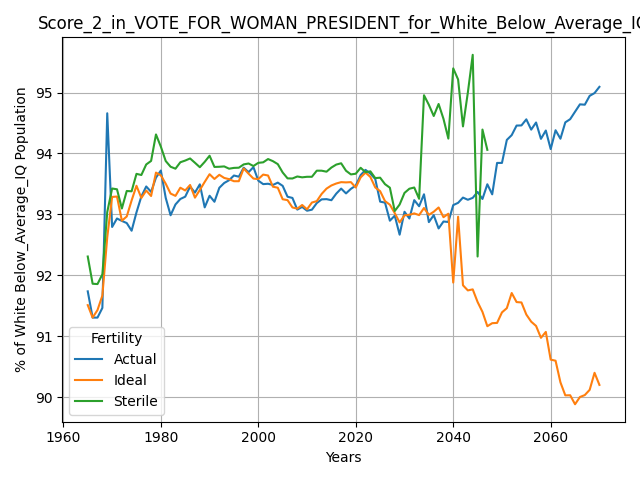 Score_2_in_VOTE_FOR_WOMAN_PRESIDENT_for_White_Below_Average_IQ
% of White Below_Average_IQ Population
95
94
93
92
91
90
Fertility
Actual
Ideal
Sterile
1960 1980 2000 2020 2040 2060
Years